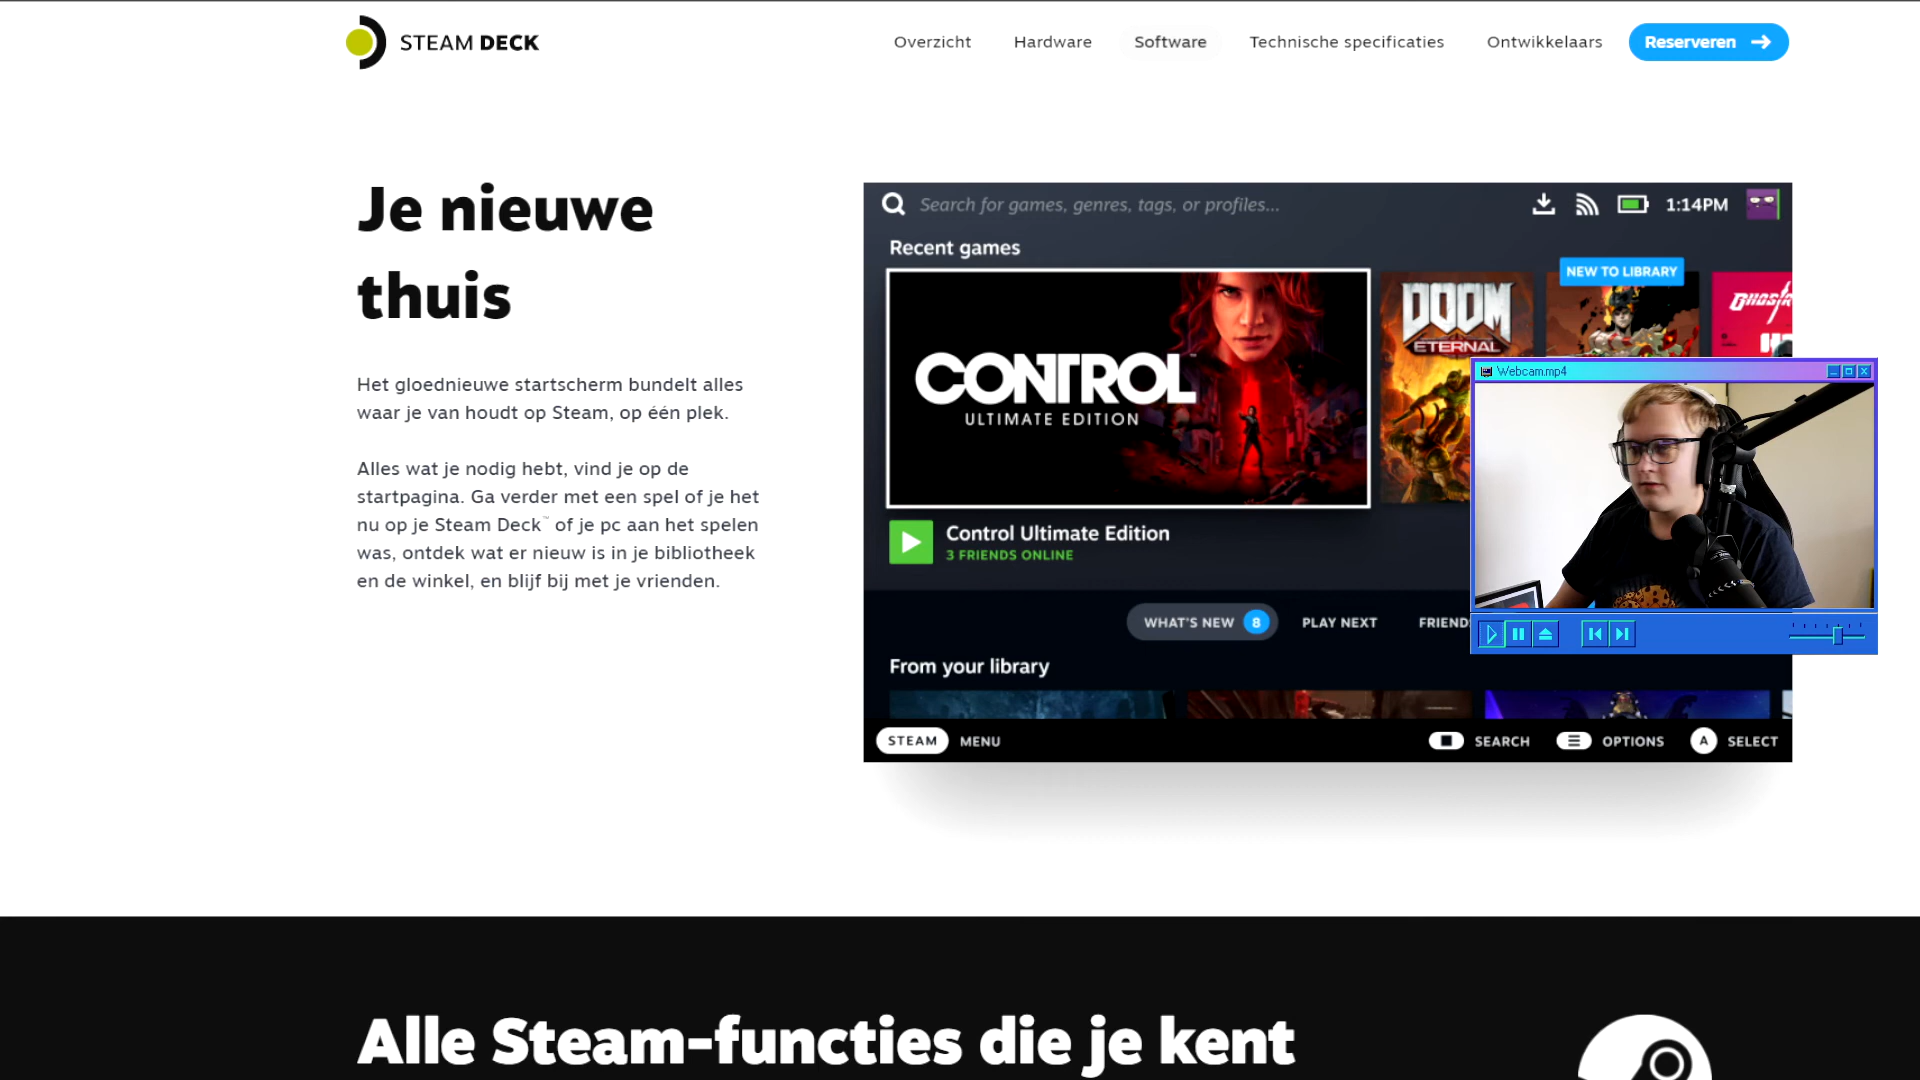 STEAM DECK
Overzicht
Hardware
Software
Technische specificaties
Ontwikkelaars
Reserveren
Je nieuwe
thuis
Het gloednieuwe startscherm bundelt alles
waar je van houdt op Steam, op één plek.
Alles wat je nodig hebt, vind je op de
startpagina. Ga verder met een spel of je het
nu op je Steam Deck™ of je pc aan het spelen
was, ontdek wat er nieuw is in je bibliotheek
en de winkel, en blijf bij met je vrienden.
Search for games, genres, tags, or profiles...
1:14PM
Recent games
NEW TO LIBRARY
CONTROL
ULTIMATE EDITION
DOOM
ETERNAL
Control Ultimate Edition
3 FRIENDS ONLINE
Webcam.mp4
WHAT'S NEW 8
PLAY NEXT
From your library
STEAM MENU
SEARCH
OPTIONS
A SELECT
Alle Steam-functies die je kent